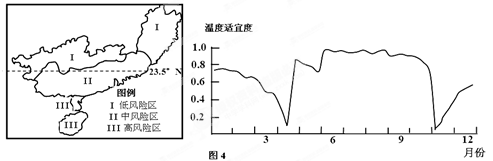 I
I
23.5° N
II
图例
III
I 低风险区
II 中风险区
III
III 高风险区
温度适宜度
1.0
0.8
0.6
0.4
0.2
3
6
9
12
月份
图 4